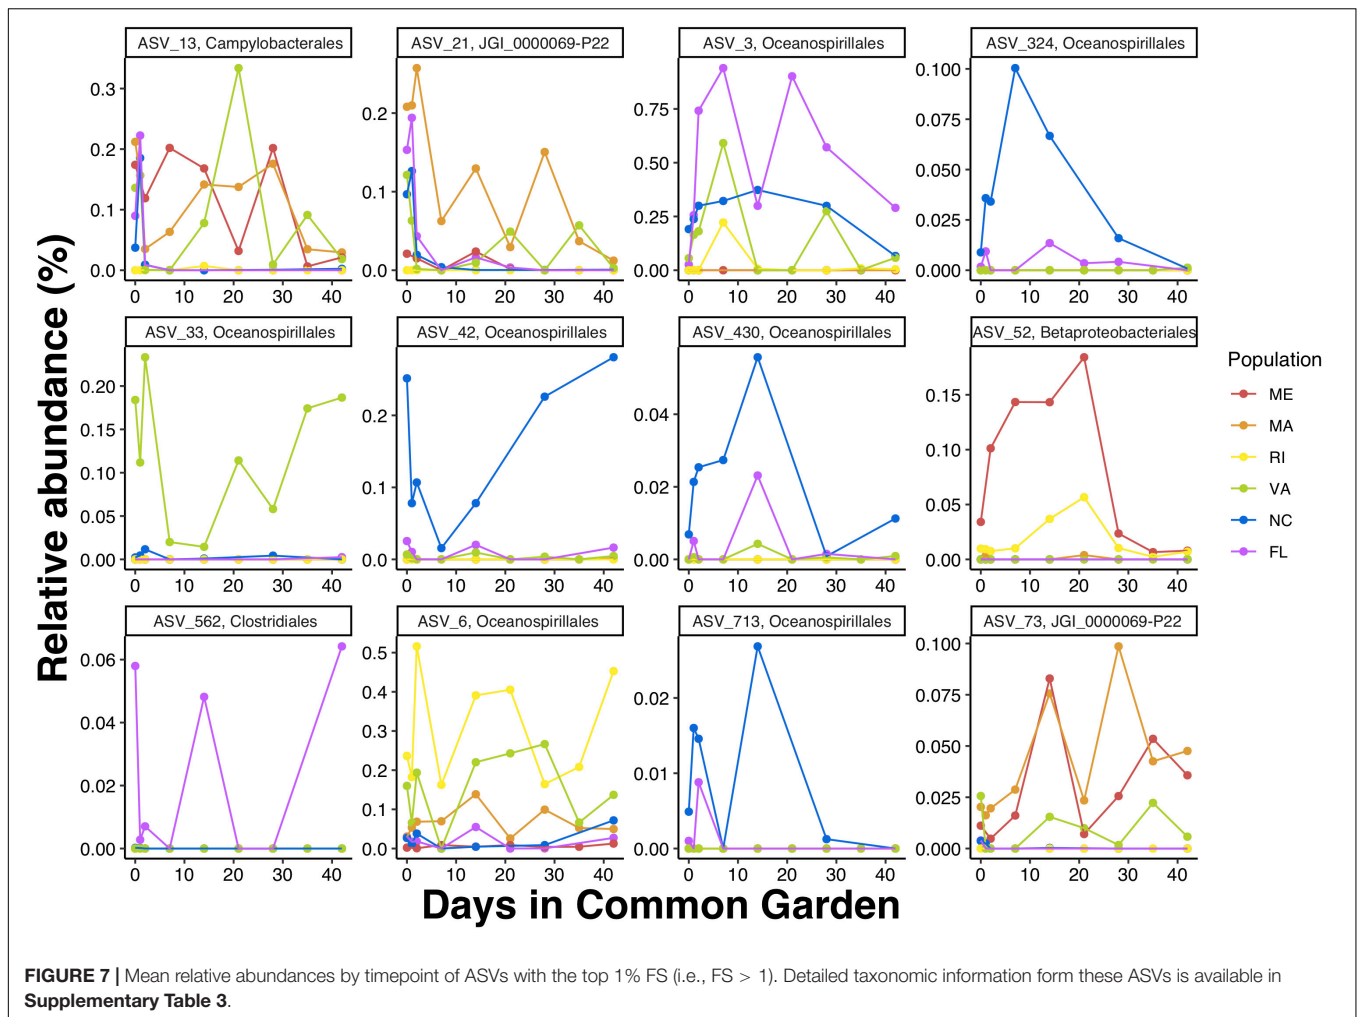 ASV_13, Campylobacterales
ASV_21, JGI_0000069-P22
ASV_3, Oceanospirillales
ASV_324, Oceanospirillales
0.3
0.2
0.1
0.0
0 10 20 30 40
0.2
0.1
0.0
0 10 20 30 40
0.75
0.50
0.25
0.00
0 10 20 30 40
0.100
0.075
0.050
0.025
0.000
0 10 20 30 40
ASV_33, Oceanospirillales
ASV_42, Oceanospirillales
ASV_430, Oceanospirillales
ASV_52, Betaproteobacteriales
0.20
0.15
0.10
0.05
0.00
0 10 20 30 40
0.2
0.1
0.0
0 10 20 30 40
0.04
0.02
0.00
0 10 20 30 40
0.15
0.10
0.05
0.00
0 10 20 30 40
ASV_562, Clostridiales
ASV_6, Oceanospirillales
ASV_713, Oceanospirillales
ASV_73, JGI_0000069-P22
0.06
0.04
0.02
0.00
0 10 20 30 40
0.5
0.4
0.3
0.2
0.1
0.0
0 10 20 30 40
0.02
0.01
0.00
0 10 20 30 40
0.100
0.075
0.050
0.025
0.000
0 10 20 30 40
Relative abundance (%)
Days in Common Garden
Population
ME
MA
RI
VA
NC
FL
FIGURE 7 | Mean relative abundances by timepoint of ASVs with the top 1% FS (i.e., FS > 1). Detailed taxonomic information form these ASVs is available in
Supplementary Table 3.